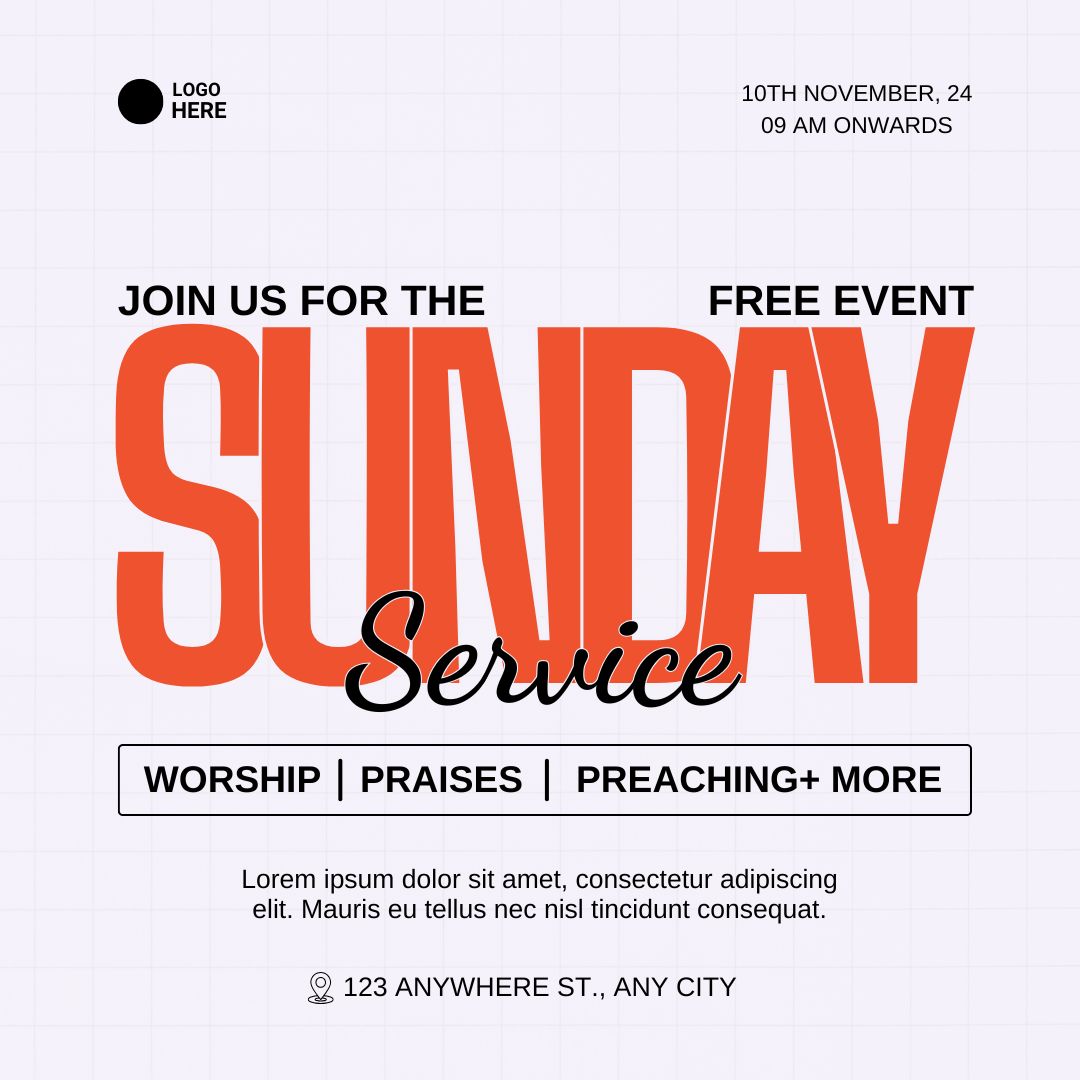 LOGO
HERE
10TH NOVEMBER, 24
09 AM ONWARDS
JOIN US FOR THE
FREE EVENT
SUNDAY
Service
WORSHIP | PRAISES | PREACHING+ MORE
Lorem ipsum dolor sit amet, consectetur adipiscing
elit. Mauris eu tellus nec nisl tincidunt consequat.
123 ANYWHERE ST., ANY CITY